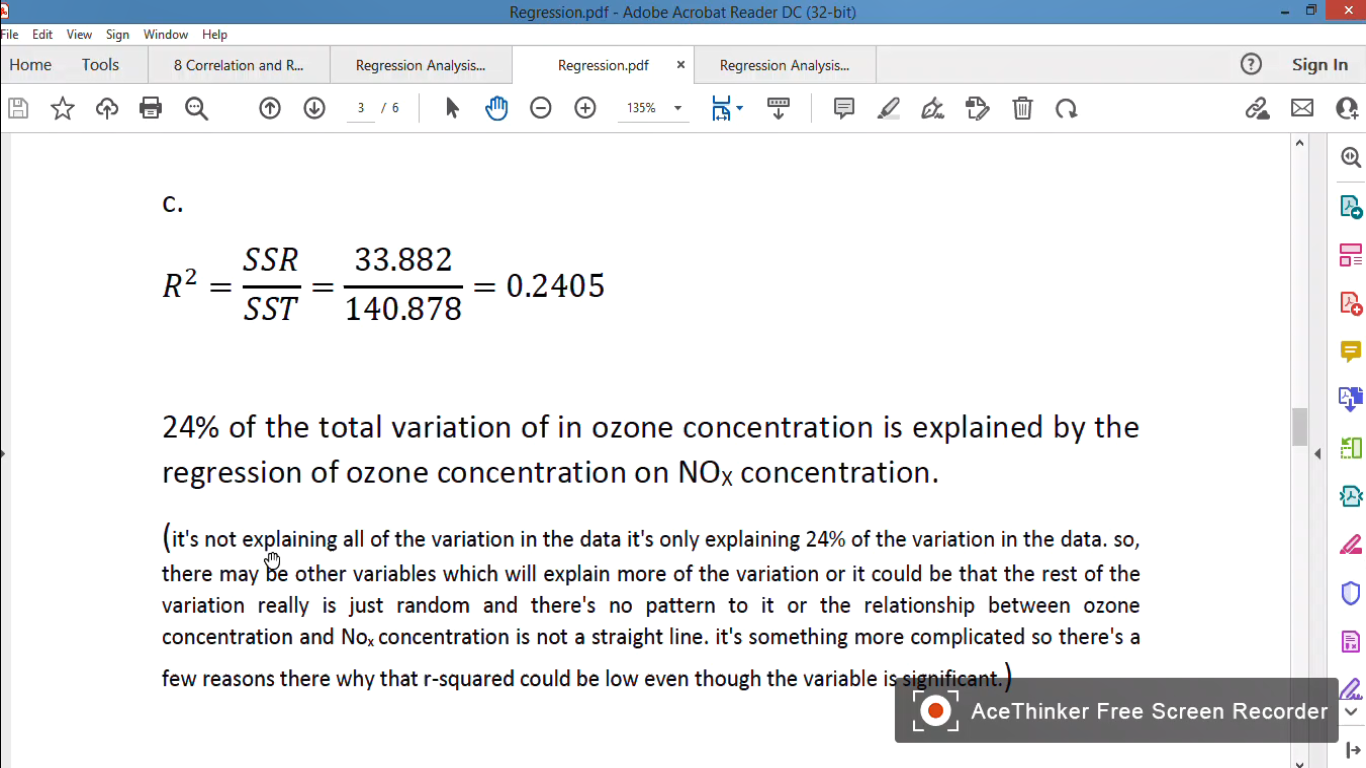 Regression.pdf - Adobe Acrobat Reader DC (32-bit)
File Edit View Sign Window Help
Home Tools 8 Correlation and R... Regression Analysis... Regression.pdf × Regression Analysis... ? Sign In
3 / 6 135%
c.
R² = SSR/SST = 33.882/140.878 = 0.2405
24% of the total variation of in ozone concentration is explained by the
regression of ozone concentration on NOₓ concentration.
(it's not explaining all of the variation in the data it's only explaining 24% of the variation in the data. so,
there may be other variables which will explain more of the variation or it could be that the rest of the
variation really is just random and there's no pattern to it or the relationship between ozone
concentration and Noₓ concentration is not a straight line. it's something more complicated so there's a
few reasons there why that r-squared could be low even though the variable is significant.)
AceThinker Free Screen Recorder